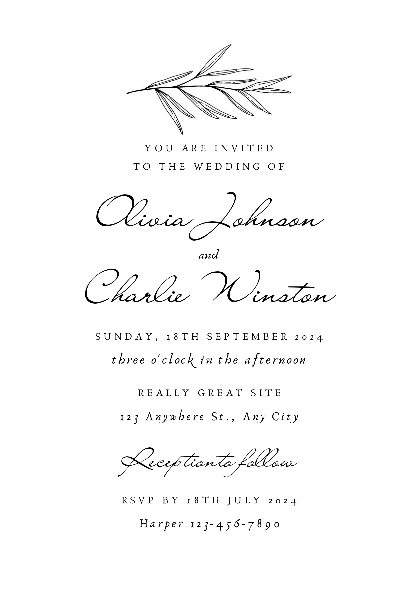 YOU ARE INVITED
TO THE WEDDING OF
Olivia Johnson
and
Charlie Winston
SUNDAY, 18TH SEPTEMBER 2024
three o'clock in the afternoon
REALLY GREAT SITE
123 Anywhere St., Any City
Reception to follow
RSVP BY 18TH JULY 2024
Harper 123-456-7890